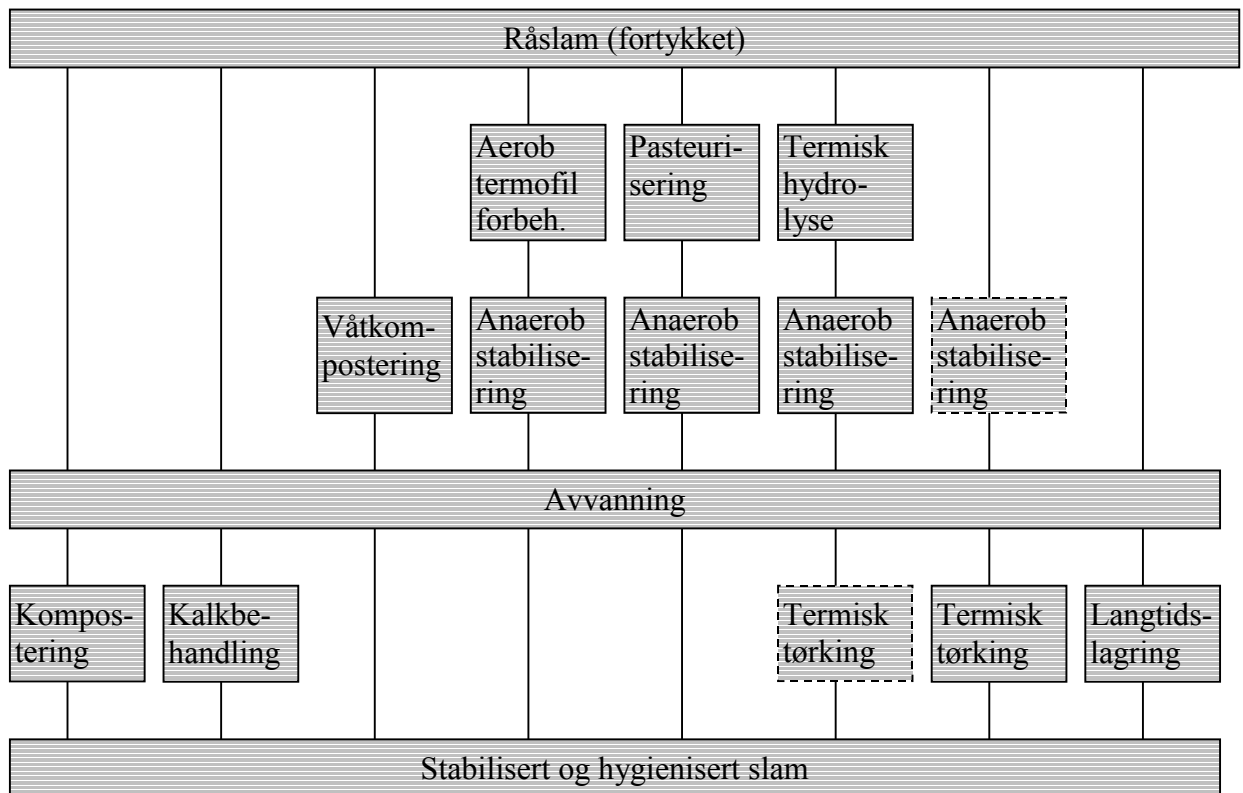 Råslam (fortykket)
Aerob
termofil
forbeh.
Pasteuri-
sering
Termisk
hydro-
lyse
Våtkom-
postering
Anaerob
stabilise-
ring
Anaerob
stabilise-
ring
Anaerob
stabilise-
ring
Anaerob
stabilise-
ring
Avvanning
Kompos-
tering
Kalkbe-
handling
Termisk
tørking
Termisk
tørking
Langtids-
lagring
Stabilisert og hygienisert slam